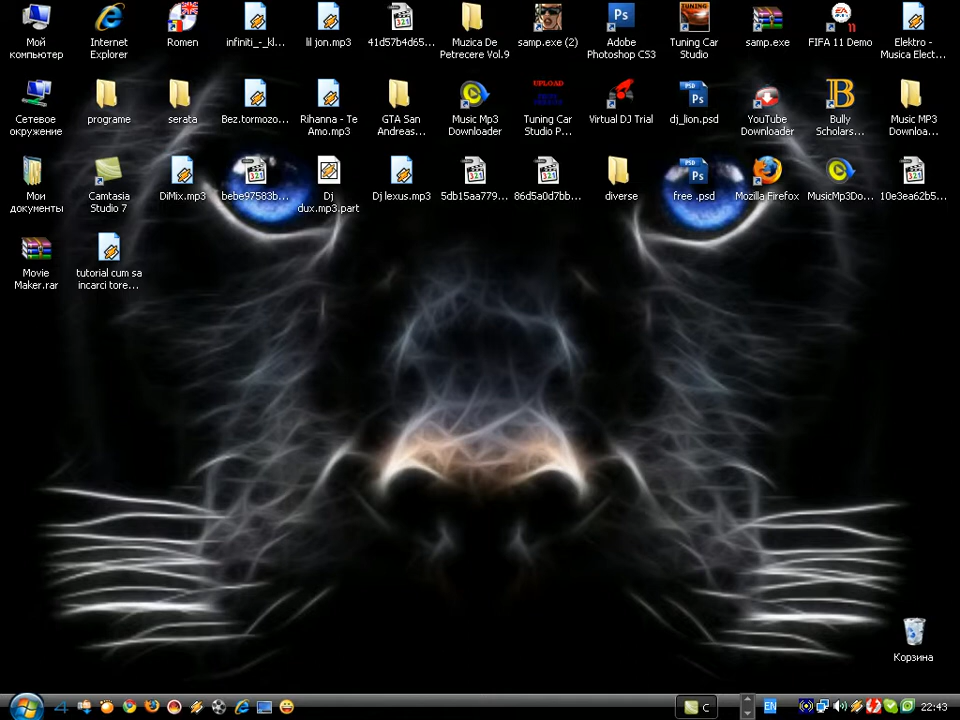 Мой
компьютер
Internet
Explorer
Romen
infiniti_-_kl...
lil jon.mp3
41d57b4d65...
Muzica De
Petrecere Vol.9
samp.exe (2)
Adobe
Photoshop CS3
Tuning Car
Studio
samp.exe
FIFA 11 Demo
Elektro -
Musica Elect...
Сетевое
окружение
programe
serata
Bez.tormozo...
Rihanna - Te
Amo.mp3
GTA San
Andreas...
Music Mp3
Downloader
UPLOAD
Tuning Car
Studio P...
Virtual DJ Trial
dj_lion.psd
YouTube
Downloader
Bully
Scholars...
Music MP3
Downloa...
Мои
документы
Camtasia
Studio 7
DiMix.mp3
bebe97583b...
Dj
dux.mp3.part
Dj lexus.mp3
5db15aa779...
86d5a0d7bb...
diverse
free .psd
Mozilla Firefox
MusicMp3Do...
10e3ea62b5...
Movie
Maker.rar
tutorial cum sa
incarci tore...
Корзина
C
EN
22:43